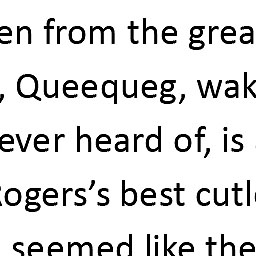 en from the grea
, Queequeg, wak
ever heard of, is
Rogers’s best cutl
seemed like the